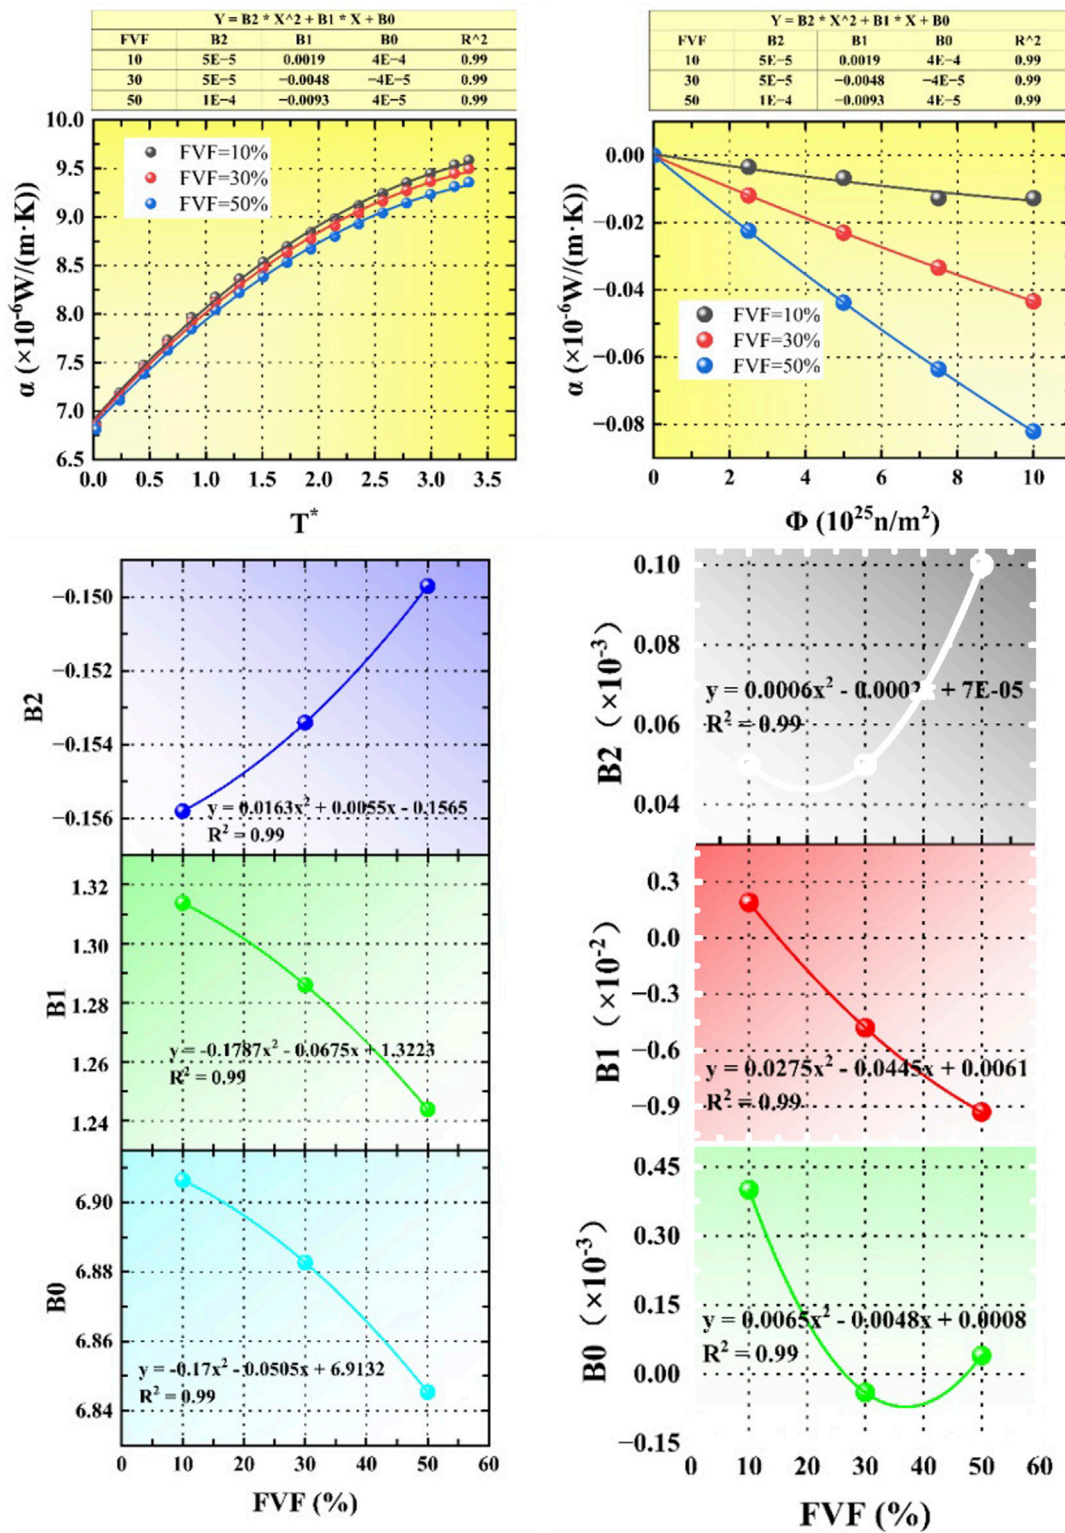 Y = B2 * X^2 + B1 * X + B0
FVF B2 B1 B0 R^2
10 5E−5 0.0019 4E−4 0.99
30 5E−5 −0.0048 −4E−5 0.99
50 1E−4 −0.0093 4E−5 0.99
10.0
9.5
9.0
8.5
8.0
7.5
7.0
6.5
α (×10⁻⁶W/(m·K))
FVF=10%
FVF=30%
FVF=50%
0.0 0.5 1.0 1.5 2.0 2.5 3.0 3.5
T*
Y = B2 * X^2 + B1 * X + B0
FVF B2 B1 B0 R^2
10 5E−5 0.0019 4E−4 0.99
30 5E−5 −0.0048 −4E−5 0.99
50 1E−4 −0.0093 4E−5 0.99
0.00
−0.02
−0.04
−0.06
−0.08
α (×10⁻⁶W/(m·K))
FVF=10%
FVF=30%
FVF=50%
0 2 4 6 8 10
Φ (10²⁵n/m²)
−0.150
−0.152
−0.154
−0.156
B2
y = 0.0163x² + 0.0055x - 0.1565
R² = 0.99
1.32
1.30
1.28
1.26
1.24
B1
y = -0.1787x² - 0.0675x + 1.3223
R² = 0.99
6.90
6.88
6.86
6.84
B0
y = -0.17x² - 0.0505x + 6.9132
R² = 0.99
0 10 20 30 40 50 60
FVF (%)
0.10
0.08
0.06
0.04
B2 (×10⁻³)
y = 0.0006x² - + 7E-05
R² = 0.99
0.3
0.0
−0.3
−0.6
−0.9
B1 (×10⁻²)
y = 0.0275x² - 0.0445x + 0.0061
R² = 0.99
0.45
0.30
0.15
0.00
−0.15
B0 (×10⁻³)
y = 0.0065x² - 0.0048x + 0.0008
R² = 0.99
0 10 20 30 40 50 60
FVF (%)